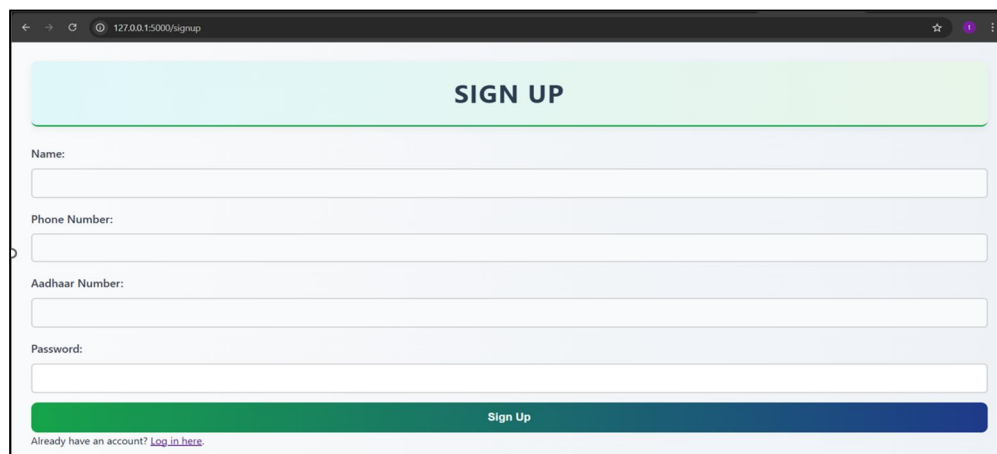 127.0.0.1:5000/signup
t
SIGN UP
Name:
Phone Number:
Aadhaar Number:
Password:
Sign Up
Already have an account? Log in here.